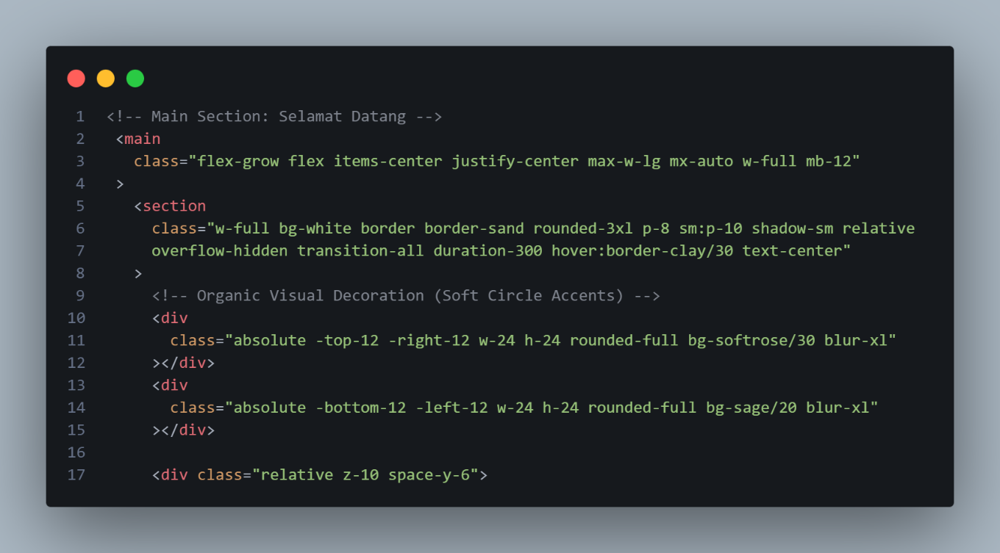 1 <!-- Main Section: Selamat Datang -->
2 <main
3 class="flex-grow flex items-center justify-center max-w-lg mx-auto w-full mb-12"
4 >
5 <section
6 class="w-full bg-white border border-sand rounded-3xl p-8 sm:p-10 shadow-sm relative
7 overflow-hidden transition-all duration-300 hover:border-clay/30 text-center"
8 >
9 <!-- Organic Visual Decoration (Soft Circle Accents) -->
10 <div
11 class="absolute -top-12 -right-12 w-24 h-24 rounded-full bg-softrose/30 blur-xl"
12 ></div>
13 <div
14 class="absolute -bottom-12 -left-12 w-24 h-24 rounded-full bg-sage/20 blur-xl"
15 ></div>
16
17 <div class="relative z-10 space-y-6">